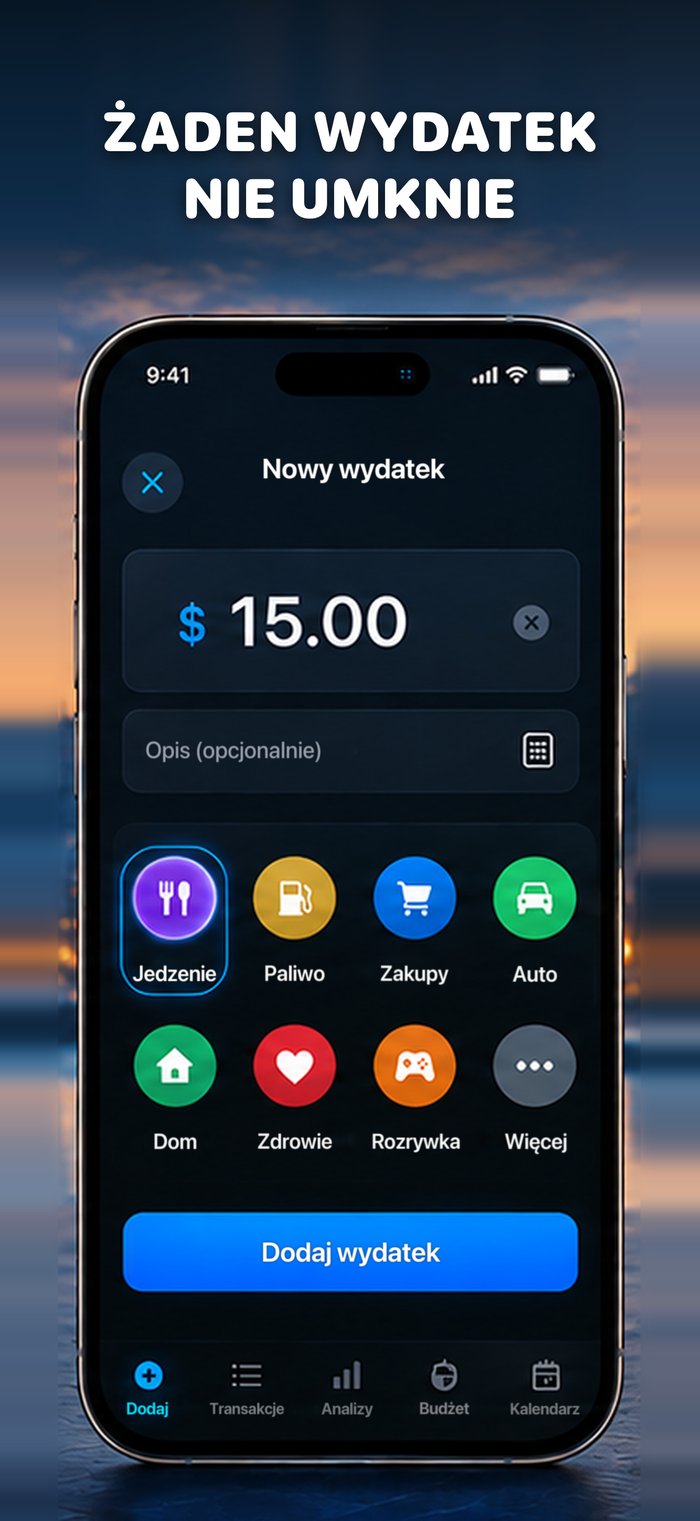 ŻADEN WYDATEK
NIE UMKNIE
9:41
Nowy wydatek
$ 15.00
Opis (opcjonalnie)
Jedzenie Paliwo Zakupy Auto
Dom Zdrowie Rozrywka Więcej
Dodaj wydatek
Dodaj Transakcje Analizy Budżet Kalendarz